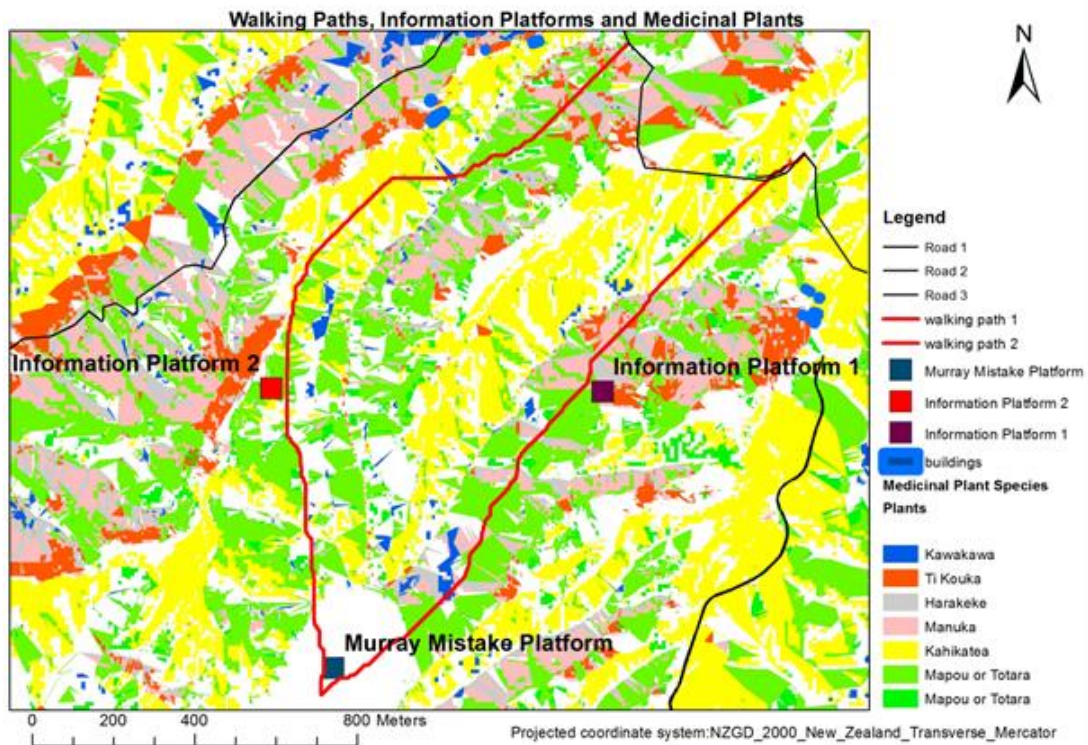 Walking Paths, Information Platforms and Medicinal Plants
N
Information Platform 2
Information Platform 1
Murray Mistake Platform
Legend
Road 1
Road 2
Road 3
walking path 1
walking path 2
Murray Mistake Platform
Information Platform 2
Information Platform 1
buildings
Medicinal Plant Species
Plants
Kawakawa
Ti Kouka
Harakeke
Manuka
Kahikatea
Mapou or Totara
Mapou or Totara
0 200 400 800 Meters
Projected coordinate system:NZGD_2000_New_Zealand_Transverse_Mercator